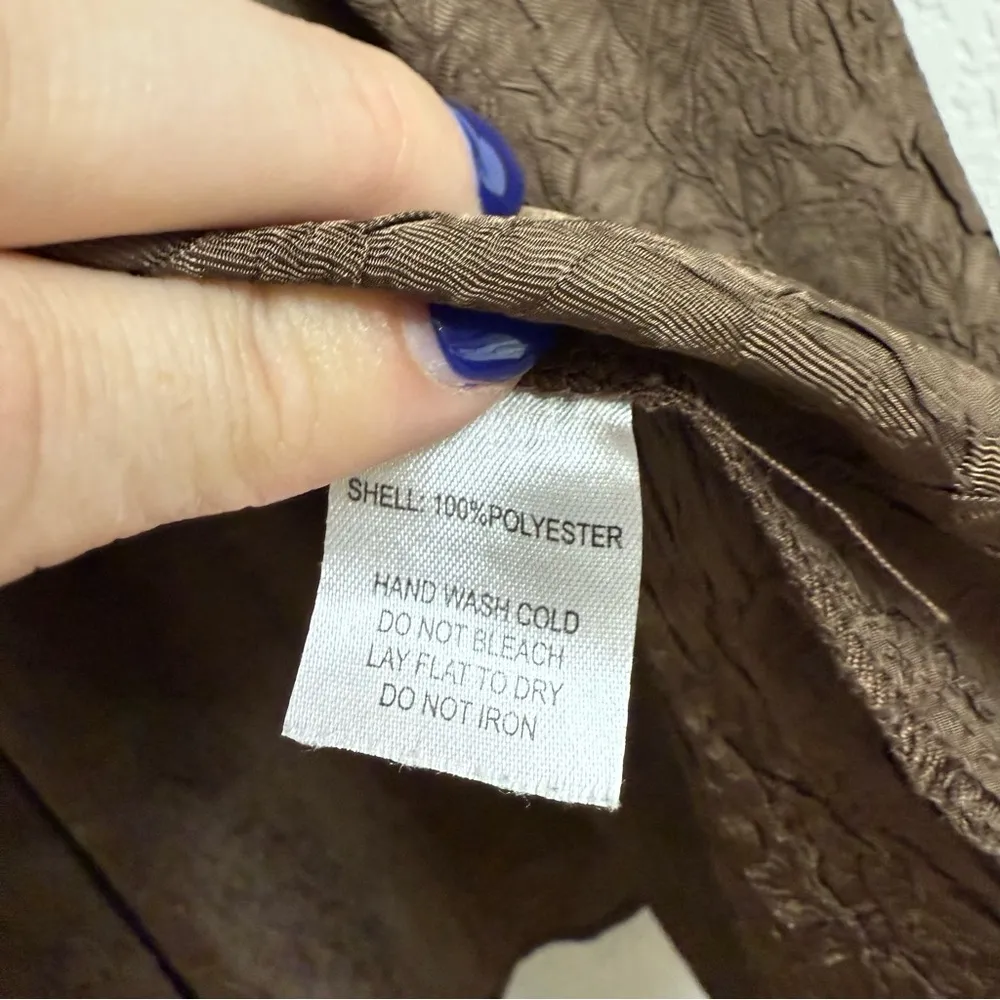 SHELL: 100%POLYESTER
HAND WASH COLD
DO NOT BLEACH
LAY FLAT TO DRY
DO NOT IRON